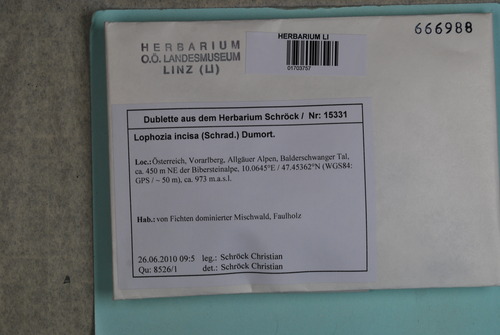 HERBARIUM
O.Ö. LANDESMUSEUM
LINZ (LI)
HERBARIUM LI
01703757
666988
Dublette aus dem Herbarium Schröck / Nr: 15331
Lophozia incisa (Schrad.) Dumort.
Loc.: Österreich, Vorarlberg, Allgäuer Alpen, Balderschwanger Tal,
ca. 450 m NE der Bibersteinalpe, 10.0645°E / 47.45362°N (WGS84:
GPS / ~ 50 m), ca. 973 m.a.s.l.
Hab.: von Fichten dominierter Mischwald, Faulholz
26.06.2010 09:5 leg.: Schröck Christian
Qu: 8526/1 det.: Schröck Christian